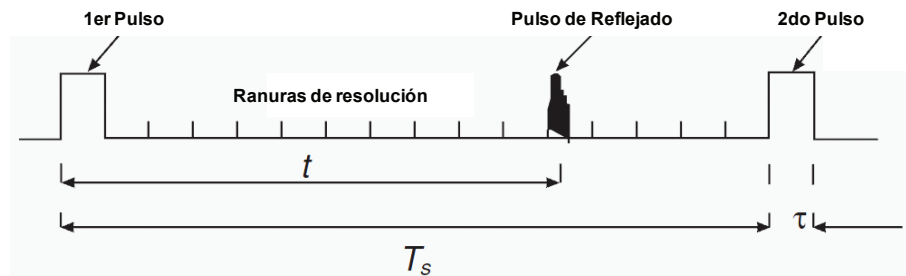 1er Pulso
Pulso de Reflejado
2do Pulso
Ranuras de resolución
t
τ
Ts